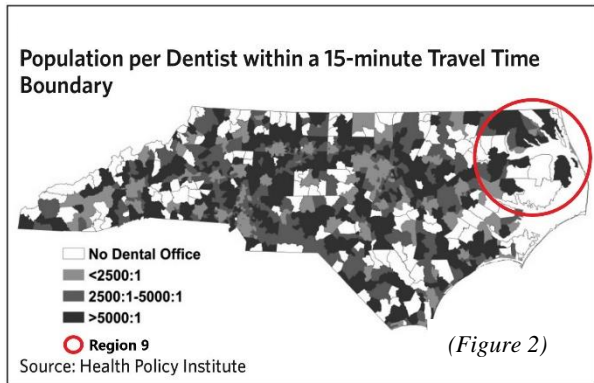 Population per Dentist within a 15-minute Travel Time
Boundary
No Dental Office
<2500:1
2500:1-5000:1
>5000:1
Region 9
(Figure 2)
Source: Health Policy Institute